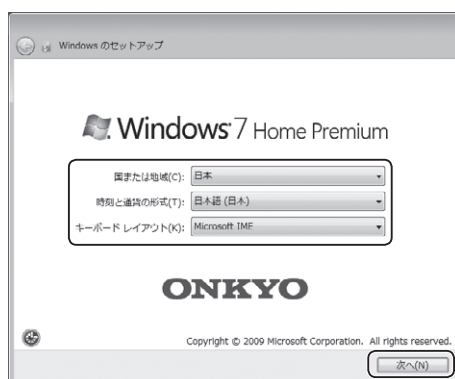 Windows のセットアップ
Windows 7 Home Premium
国または地域(C): 日本
時刻と通貨の形式(T): 日本語 (日本)
キーボード レイアウト(K): Microsoft IME
ONKYO
Copyright © 2009 Microsoft Corporation. All rights reserved.
次へ(N)